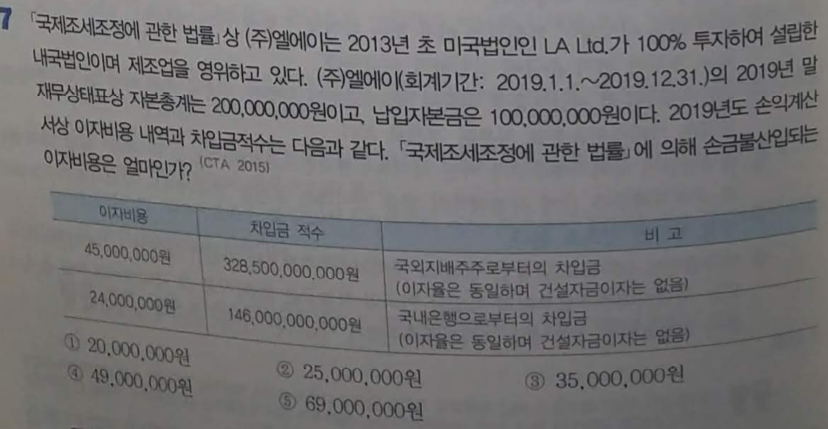 7 「국제조세조정에 관한 법률」상 (주)엘에이는 2013년 초 미국법인인 LA Ltd.가 100% 투자하여 설립한
내국법인이며 제조업을 영위하고 있다. (주)엘에이(회계기간: 2019.1.1.~2019.12.31.)의 2019년 말
재무상태표상 자본총계는 200,000,000원이고, 납입자본금은 100,000,000원이다. 2019년도 손익계산
서상 이자비용 내역과 차입금적수는 다음과 같다. 「국제조세조정에 관한 법률」에 의해 손금불산입되는
이자비용은 얼마인가? (CTA 2015)
이자비용 차입금 적수 비 고
45,000,000원 328,500,000,000원 국외지배주주로부터의 차입금
(이자율은 동일하며 건설자금이자는 없음)
24,000,000원 146,000,000,000원 국내은행으로부터의 차입금
(이자율은 동일하며 건설자금이자는 없음)
① 20,000,000원 ② 25,000,000원 ③ 35,000,000원
④ 49,000,000원 ⑤ 69,000,000원